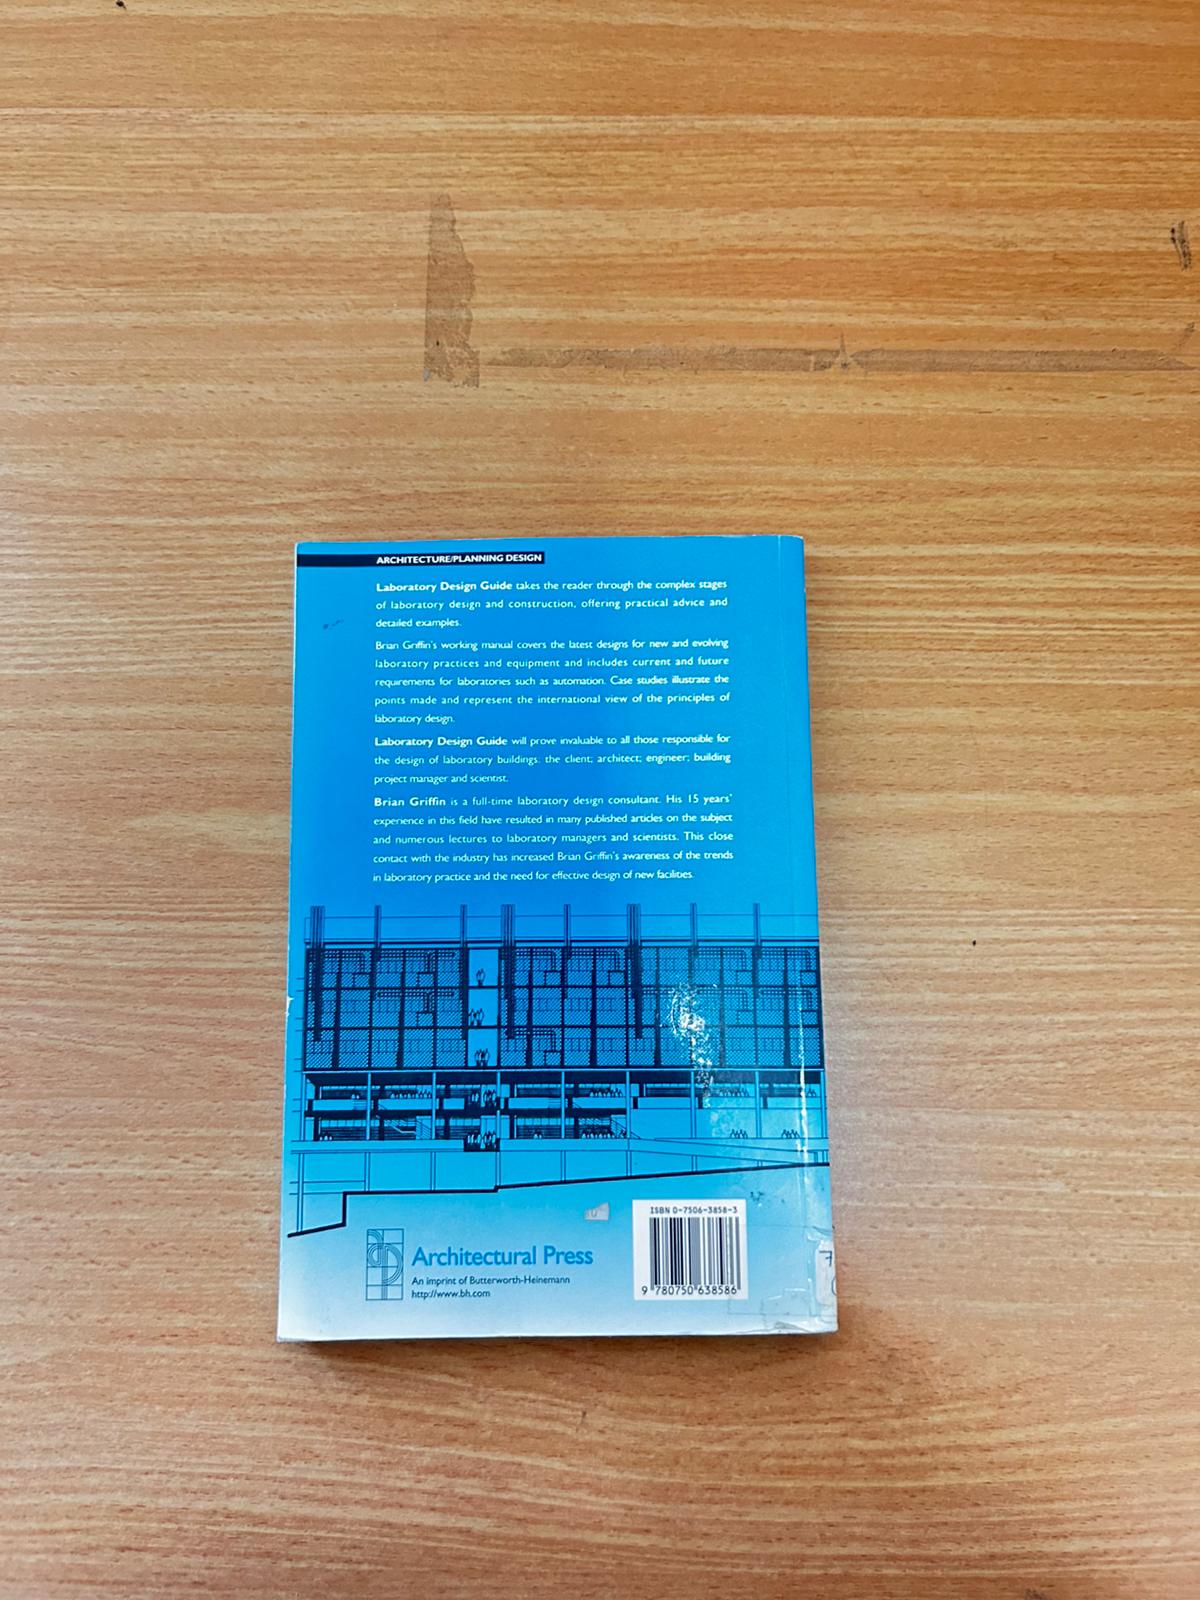 ARCHITECTURE/PLANNING DESIGN
Laboratory Design Guide takes the reader through the complex stages
of laboratory design and construction, offering practical advice and
detailed examples.
Brian Griffin's working manual covers the latest designs for new and evolving
laboratory practices and equipment and includes current and future
requirements for laboratories such as automation. Case studies illustrate the
points made and represent the international view of the principles of
laboratory design.
Laboratory Design Guide will prove invaluable to all those responsible for
the design of laboratory buildings: the client; architect; engineer; building
project manager and scientist.
Brian Griffin is a full-time laboratory design consultant. His 15 years'
experience in this field have resulted in many published articles on the subject
and numerous lectures to laboratory managers and scientists. This close
contact with the industry has increased Brian Griffin's awareness of the trends
in laboratory practice and the need for effective design of new facilities.
ISBN 0-7506-3858-3
Architectural Press
An imprint of Butterworth-Heinemann
http://www.bh.com
9 780750 638586